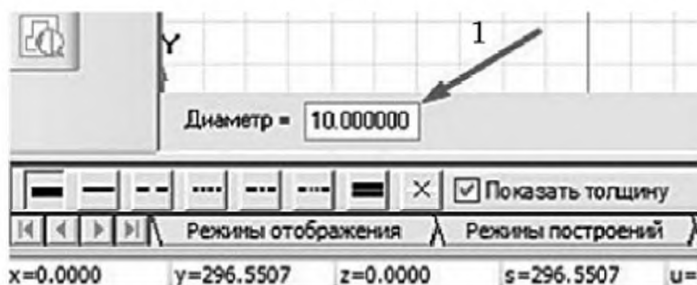 Y
1
Диаметр = 10.000000
Показать толщину
Режимы отображения Режимы построений
x=0.0000 y=296.5507 z=0.0000 s=296.5507 u=